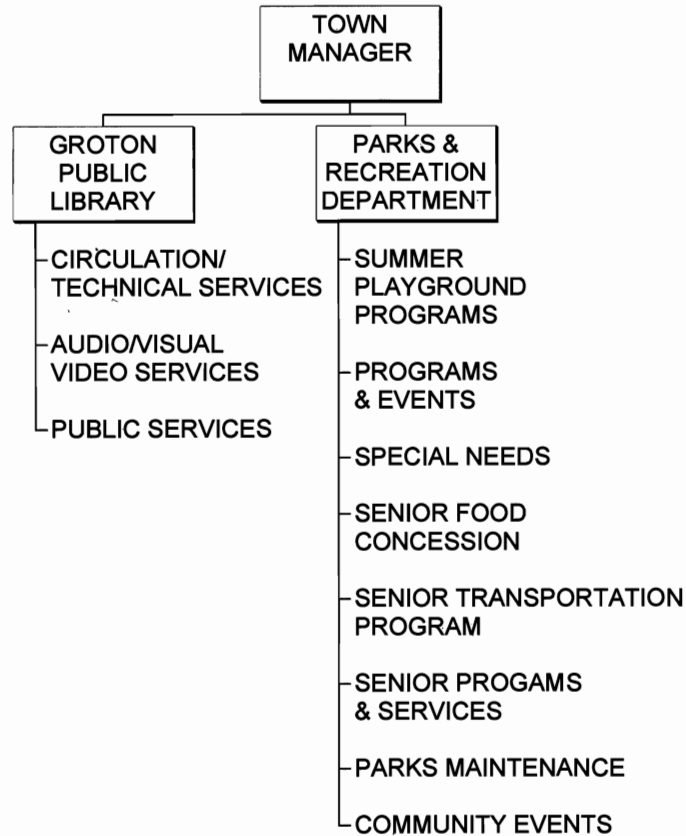 TOWN
MANAGER
GROTON
PUBLIC
LIBRARY
CIRCULATION/
TECHNICAL SERVICES
AUDIO/VISUAL
VIDEO SERVICES
PUBLIC SERVICES
PARKS &
RECREATION
DEPARTMENT
SUMMER
PLAYGROUND
PROGRAMS
PROGRAMS
& EVENTS
SPECIAL NEEDS
SENIOR FOOD
CONCESSION
SENIOR TRANSPORTATION
PROGRAM
SENIOR PROGAMS
& SERVICES
PARKS MAINTENANCE
COMMUNITY EVENTS